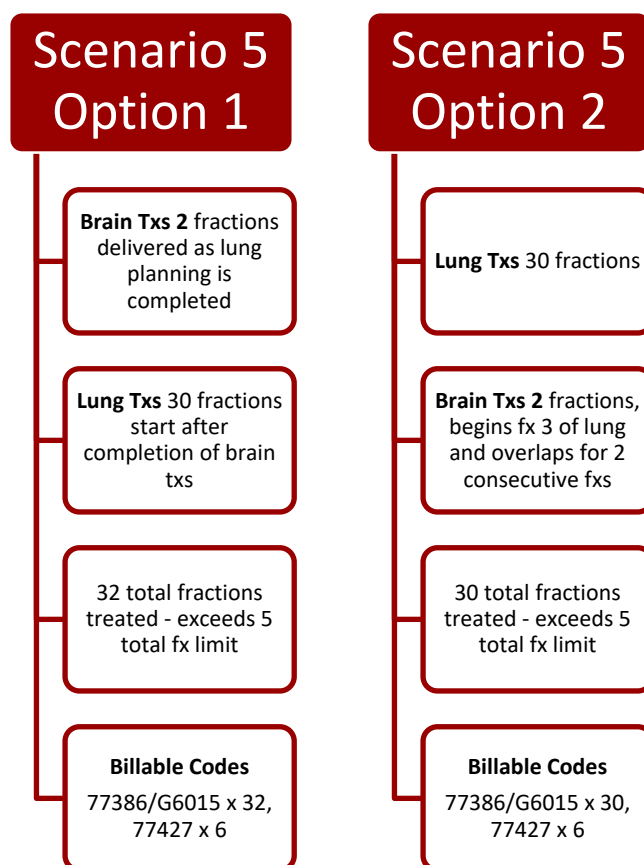 Scenario 5
Option 1
Brain Txs 2 fractions
delivered as lung
planning is
completed
Lung Txs 30 fractions
start after
completion of brain
txs
32 total fractions
treated - exceeds 5
total fx limit
Billable Codes
77386/G6015 x 32,
77427 x 6
Scenario 5
Option 2
Lung Txs 30 fractions
Brain Txs 2 fractions,
begins fx 3 of lung
and overlaps for 2
consecutive fxs
30 total fractions
treated - exceeds 5
total fx limit
Billable Codes
77386/G6015 x 30,
77427 x 6